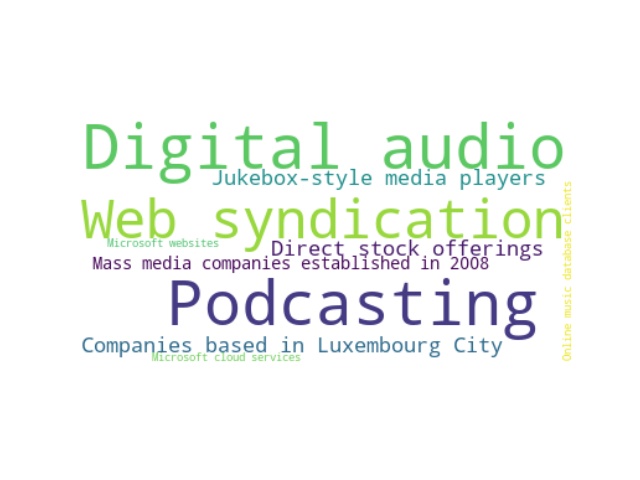 Digital audio
Jukebox-style media players
Web syndication
Microsoft websites
Direct stock offerings
Mass media companies established in 2008
Podcasting
Companies based in Luxembourg City
Microsoft cloud services
Online music database clients